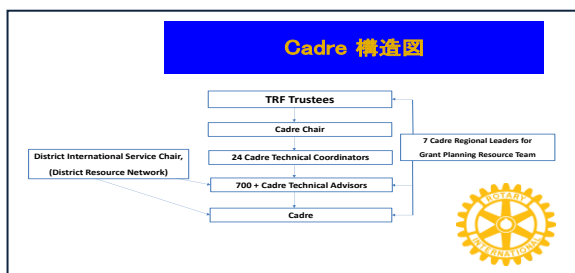 Cadre 構造図
TRF Trustees
Cadre Chair
24 Cadre Technical Coordinators
700 + Cadre Technical Advisors
Cadre
District International Service Chair,
(District Resource Network)
7 Cadre Regional Leaders for
Grant Planning Resource Team
ROTARY
INTERNATIONAL